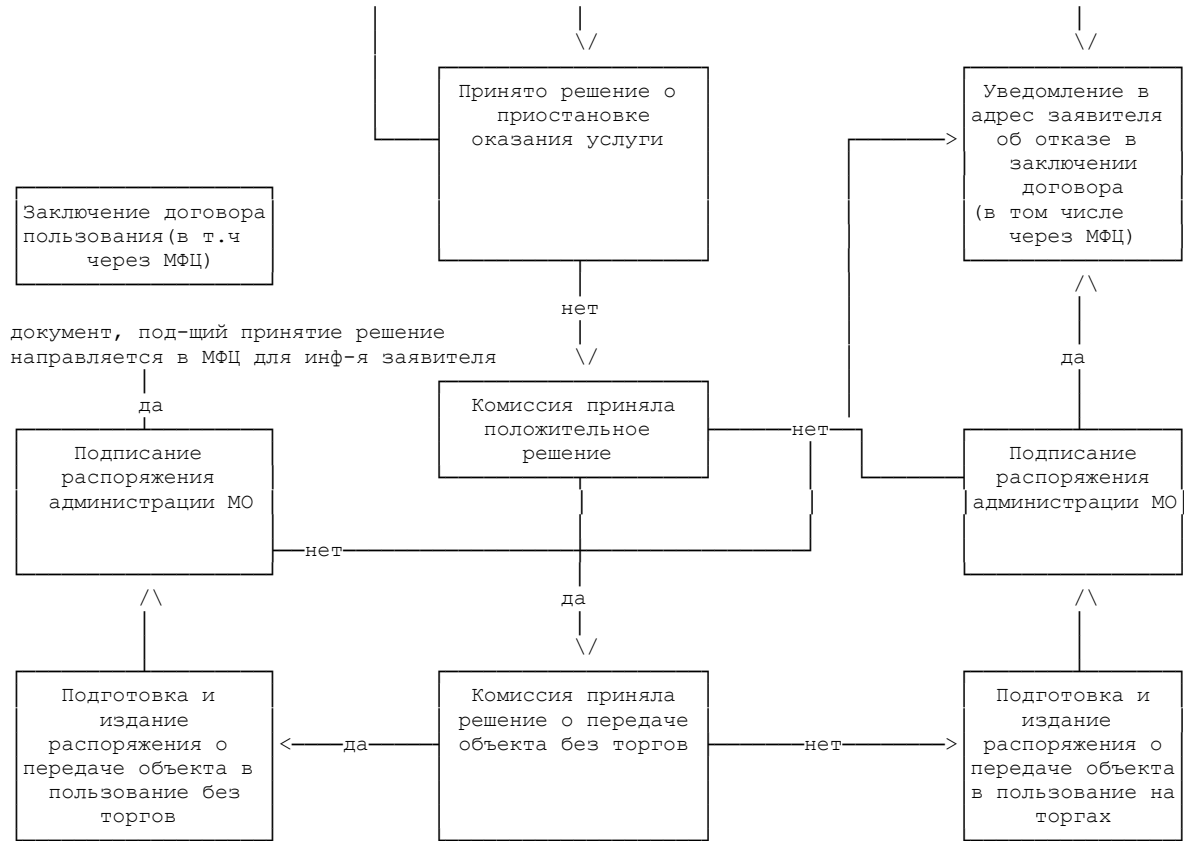 Принято решение о
приостановке
оказания услуги
Уведомление в
адрес заявителя
об отказе в
заключении
договора
(в том числе
через МФЦ)
Заключение договора
пользования(в т.ч
через МФЦ)
нет
документ, под-щий принятие решение
направляется в МФЦ для инф-я заявителя
да
да
Комиссия приняла
положительное
решение
нет
Подписание
распоряжения
администрации МО
Подписание
распоряжения
администрации МО
нет
да
Подготовка и
издание
распоряжения о
передаче объекта в
пользование без
торгов
да
Комиссия приняла
решение о передаче
объекта без торгов
нет
Подготовка и
издание
распоряжения о
передаче объекта
в пользование на
торгах